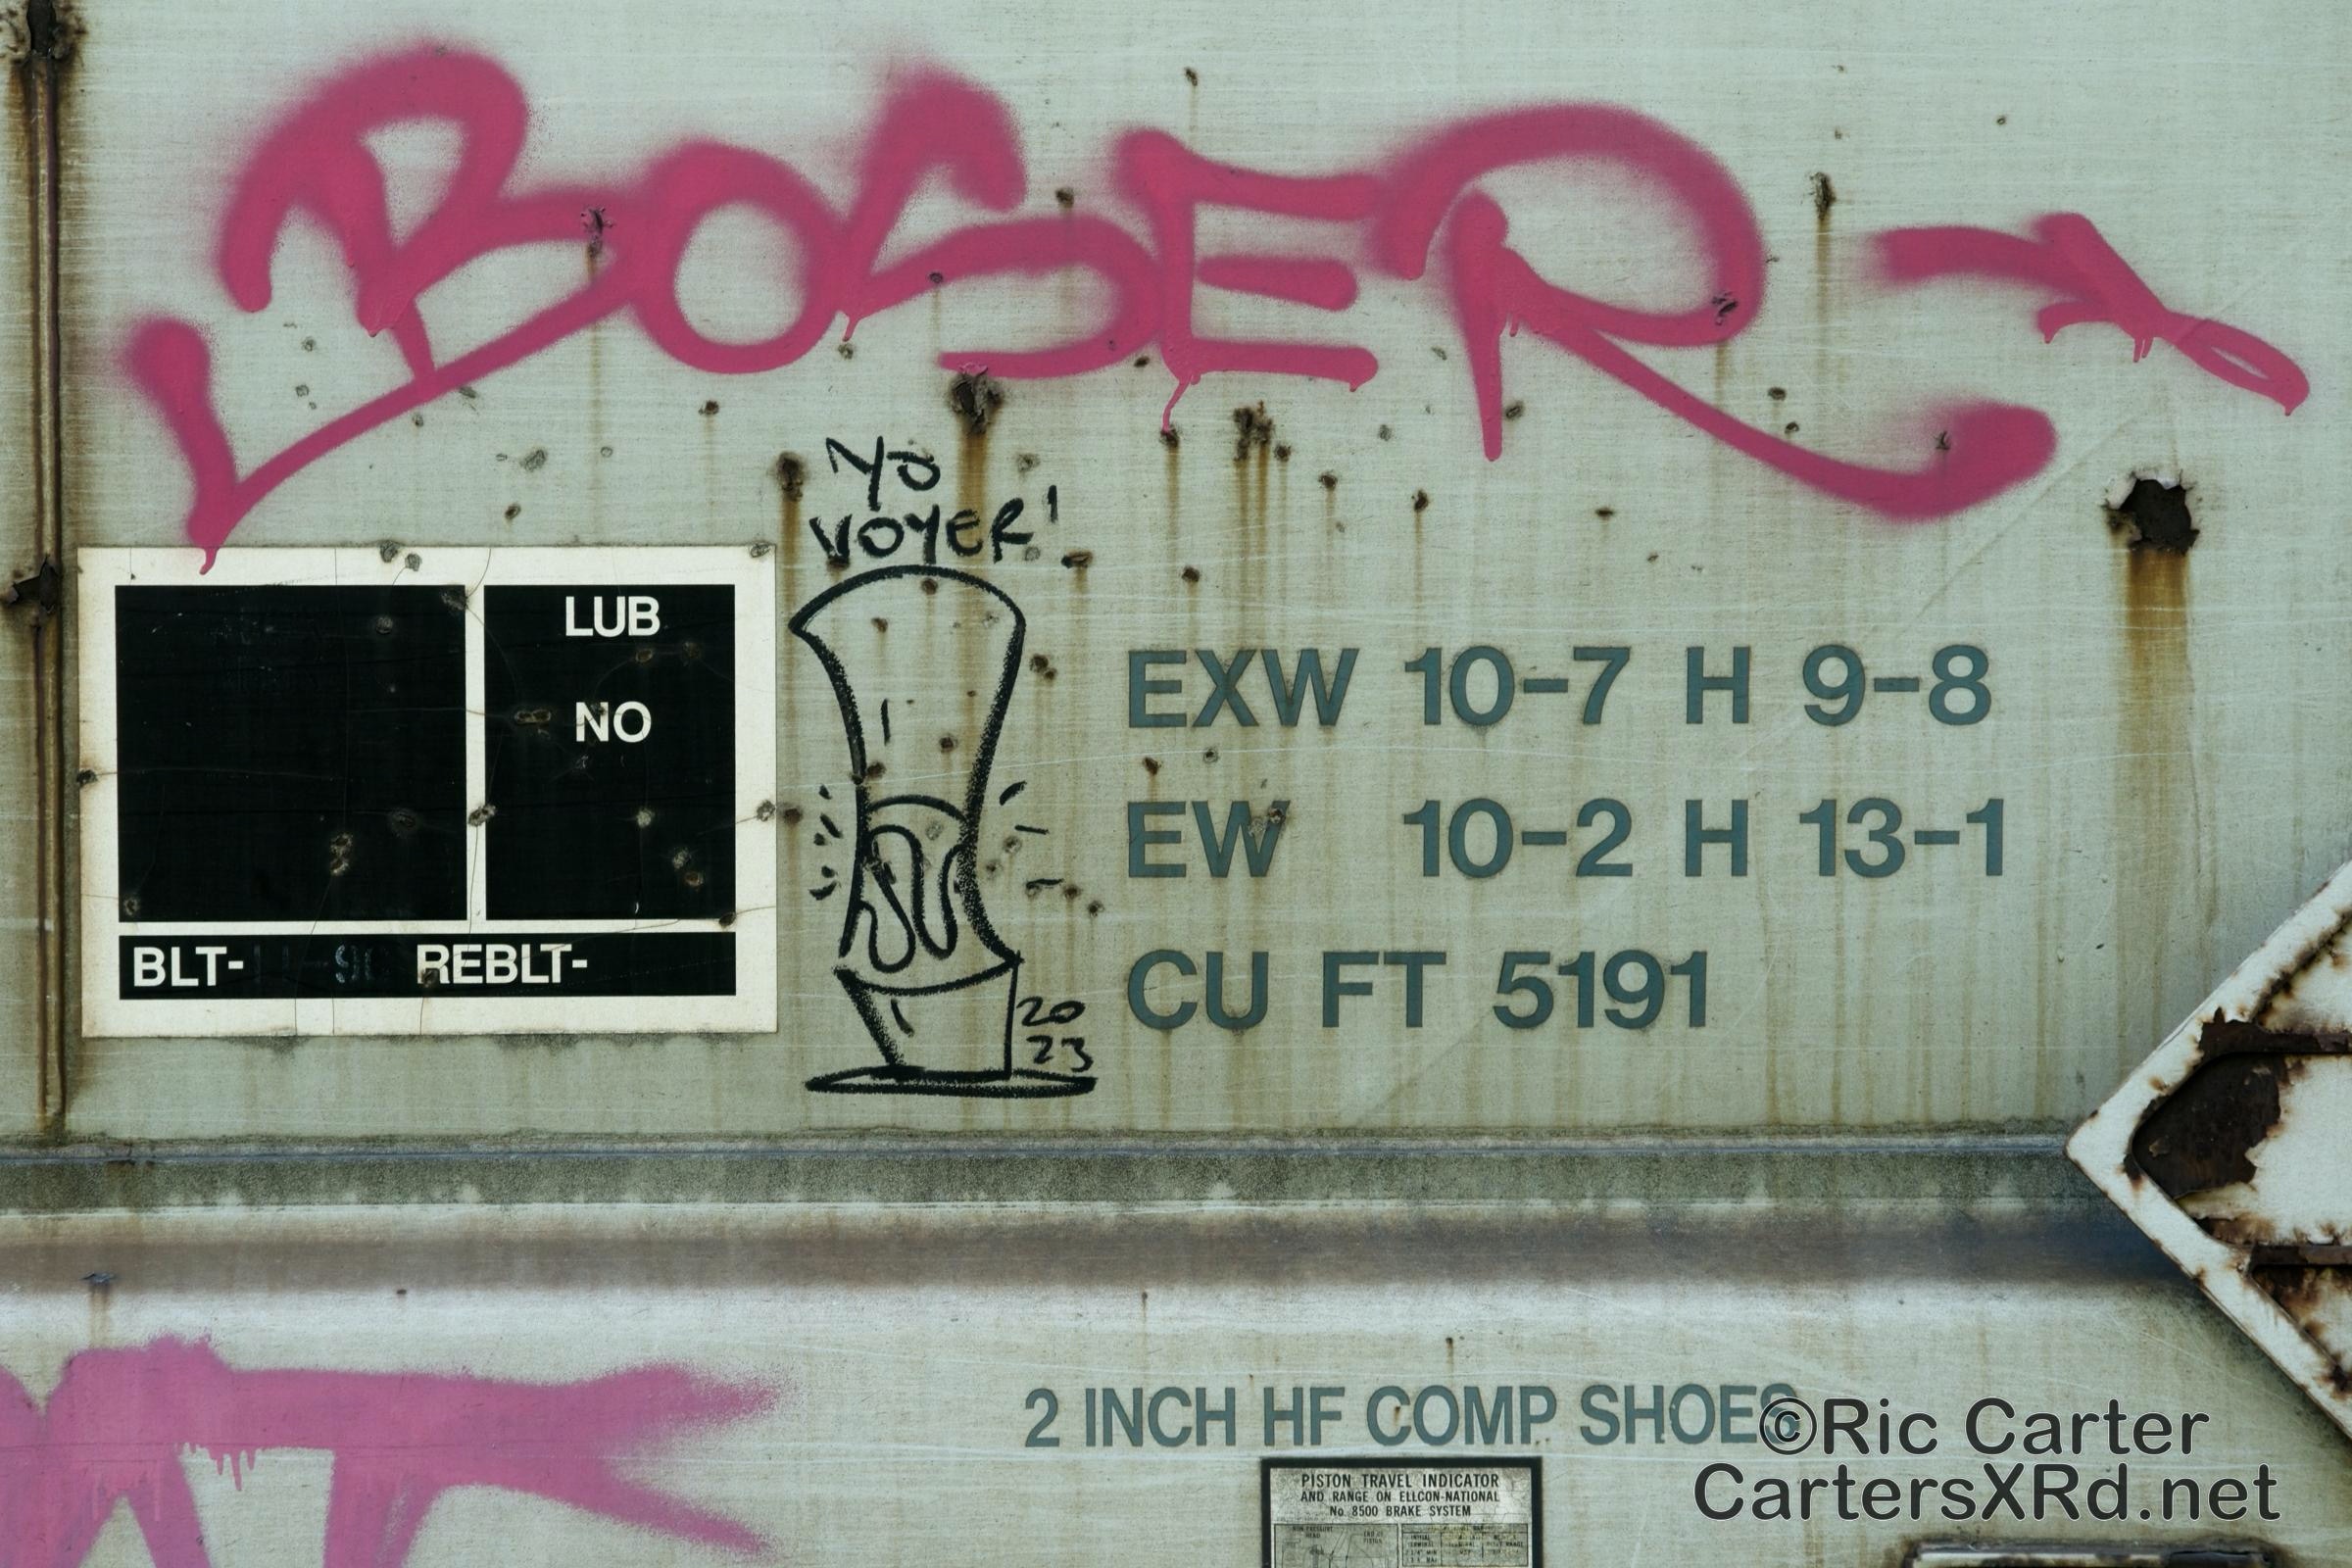 BOSER
YO
VOYER!
LUB
NO
BLT- REBLT-
EXW 10-7 H 9-8
EW 10-2 H 13-1
CU FT 5191
20
23
2 INCH HF COMP SHOES
©Ric Carter
CartersXRd.net
PISTON TRAVEL INDICATOR
AND RANGE ON ELLCON-NATIONAL
No 8500 BRAKE SYSTEM